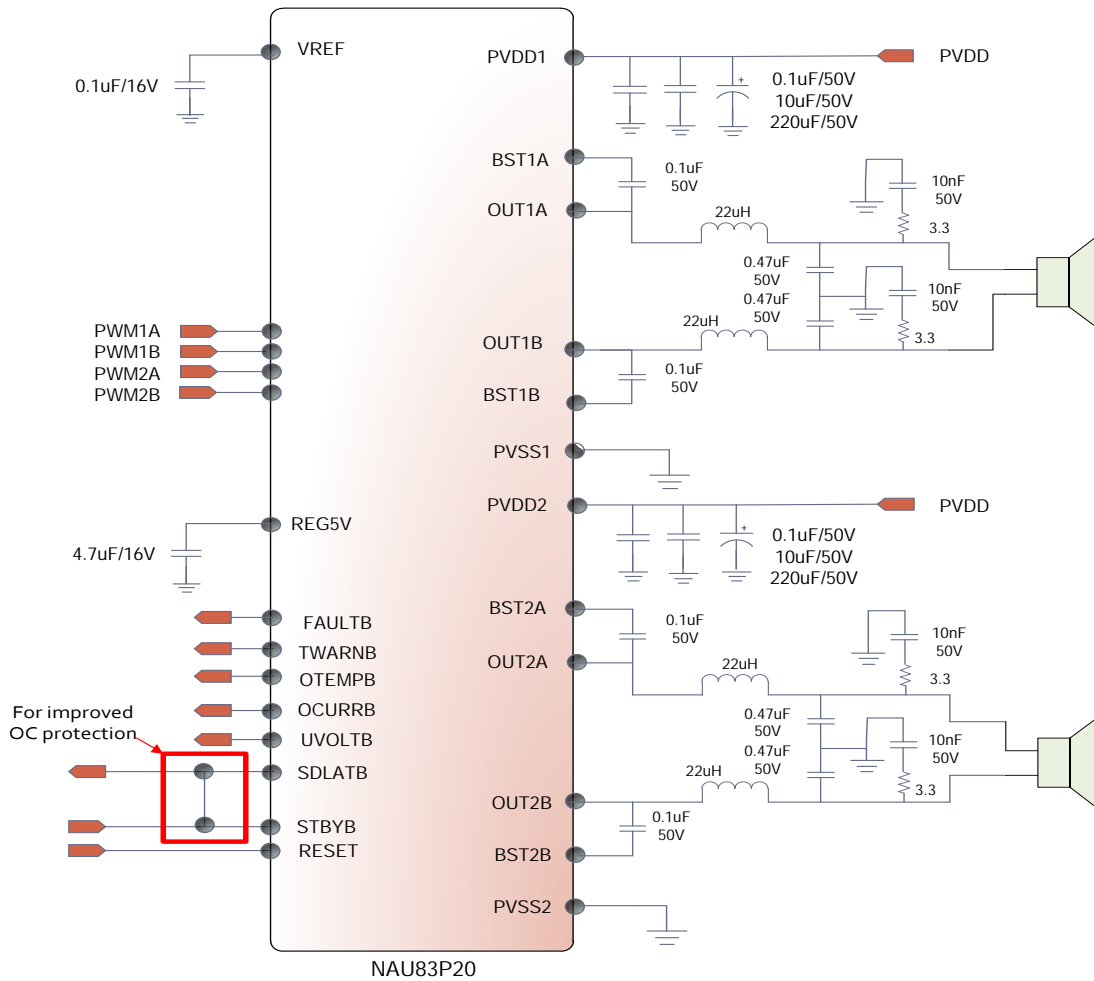 VREF
0.1uF/16V
PWM1A
PWM1B
PWM2A
PWM2B
REG5V
4.7uF/16V
FAULTB
TWARNB
OTEMPB
OCURRB
UVOLTB
For improved
OC protection
SDLATB
STBYB
RESET
PVDD1
PVDD
0.1uF/50V
10uF/50V
220uF/50V
BST1A
0.1uF
50V
OUT1A
22uH
10nF
50V
3.3
0.47uF
50V
0.47uF
50V
10nF
50V
3.3
22uH
OUT1B
0.1uF
50V
BST1B
PVSS1
PVDD2
PVDD
0.1uF/50V
10uF/50V
220uF/50V
BST2A
0.1uF
50V
OUT2A
22uH
10nF
50V
3.3
0.47uF
50V
0.47uF
50V
10nF
50V
3.3
22uH
OUT2B
0.1uF
50V
BST2B
PVSS2
NAU83P20